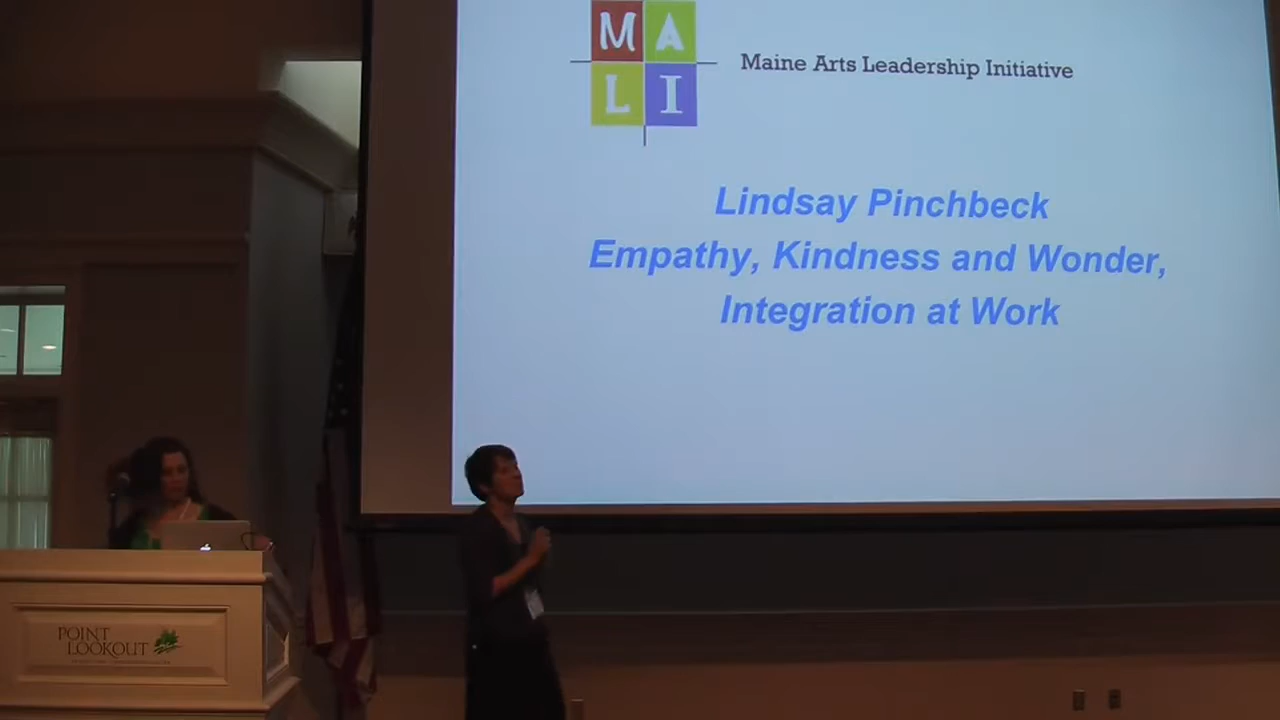 M A
L I
Maine Arts Leadership Initiative
Lindsay Pinchbeck
Empathy, Kindness and Wonder,
Integration at Work
POINT
LOOKOUT